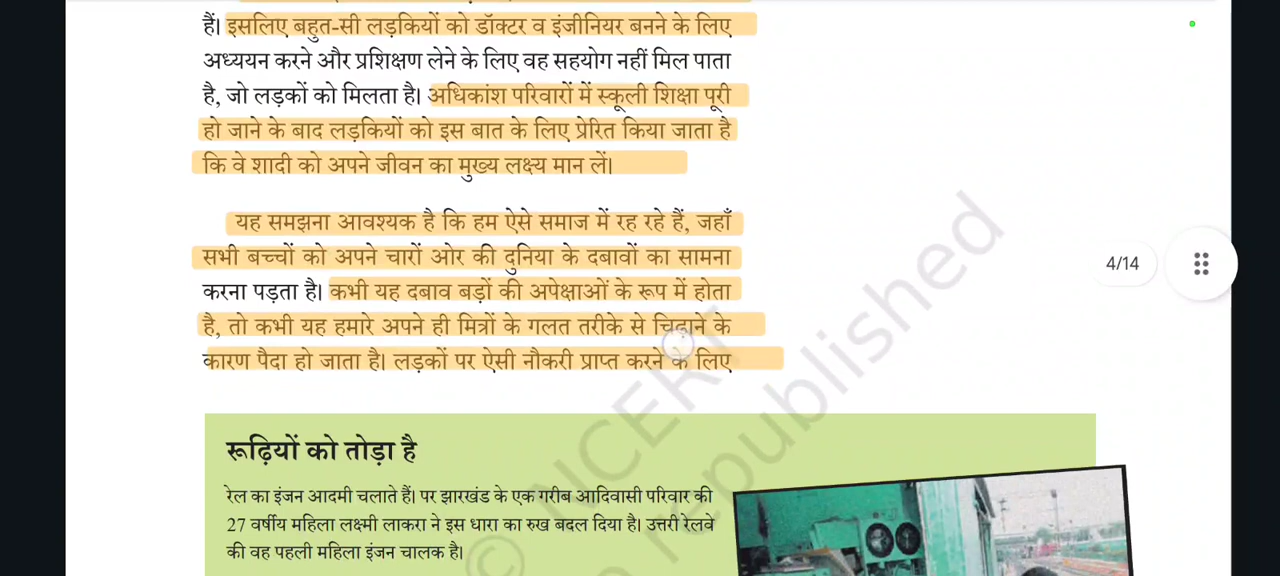 हैं। इसलिए बहुत-सी लड़कियों को डॉक्टर व इंजीनियर बनने के लिए
अध्ययन करने और प्रशिक्षण लेने के लिए वह सहयोग नहीं मिल पाता
है, जो लड़कों को मिलता है। अधिकांश परिवारों में स्कूली शिक्षा पूरी
हो जाने के बाद लड़कियों को इस बात के लिए प्रेरित किया जाता है
कि वे शादी को अपने जीवन का मुख्य लक्ष्य मान लें।
यह समझना आवश्यक है कि हम ऐसे समाज में रह रहे हैं, जहाँ
सभी बच्चों को अपने चारों ओर की दुनिया के दबावों का सामना
करना पड़ता है। कभी यह दबाव बड़ों की अपेक्षाओं के रूप में होता
है, तो कभी यह हमारे अपने ही मित्रों के गलत तरीके से चिढ़ाने के
कारण पैदा हो जाता है। लड़कों पर ऐसी नौकरी प्राप्त करने के लिए
4/14
रूढ़ियों को तोड़ा है
रेल का इंजन आदमी चलाते हैं। पर झारखंड के एक गरीब आदिवासी परिवार की
27 वर्षीय महिला लक्ष्मी लाकरा ने इस धारा का रुख बदल दिया है। उत्तरी रेलवे
की वह पहली महिला इंजन चालक है।
© NCERT
republished